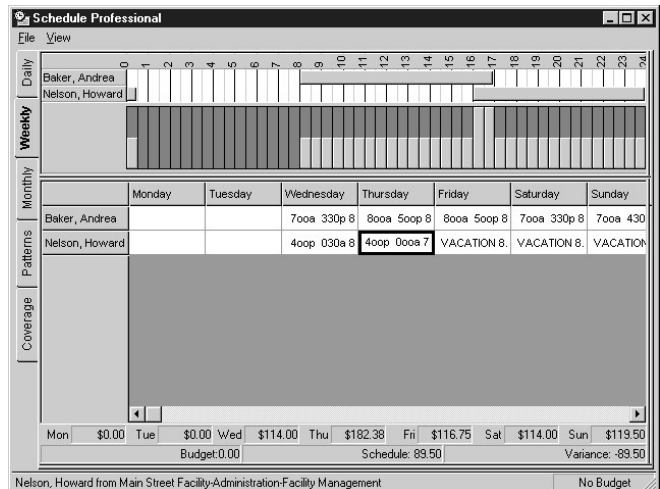 Schedule Professional
File View
0 1 2 3 4 5 6 7 8 9 10 11 12 13 14 15 16 17 18 19 20 21 22 23 24
Baker, Andrea
Nelson, Howard
Daily
Weekly
Monthly
Patterns
Coverage
Monday Tuesday Wednesday Thursday Friday Saturday Sunday
Baker, Andrea 7ooa 330p 8 8ooa 5oop 8 8ooa 5oop 8 7ooa 330p 8 7ooa 430
Nelson, Howard 4oop 030a 8 4oop 0ooa 7 VACATION 8. VACATION 8. VACATION
Mon $0.00 Tue $0.00 Wed $114.00 Thu $182.38 Fri $116.75 Sat $114.00 Sun $119.50
Budget:0.00 Schedule: 89.50 Variance: -89.50
Nelson, Howard from Main Street Facility-Administration-Facility Management No Budget